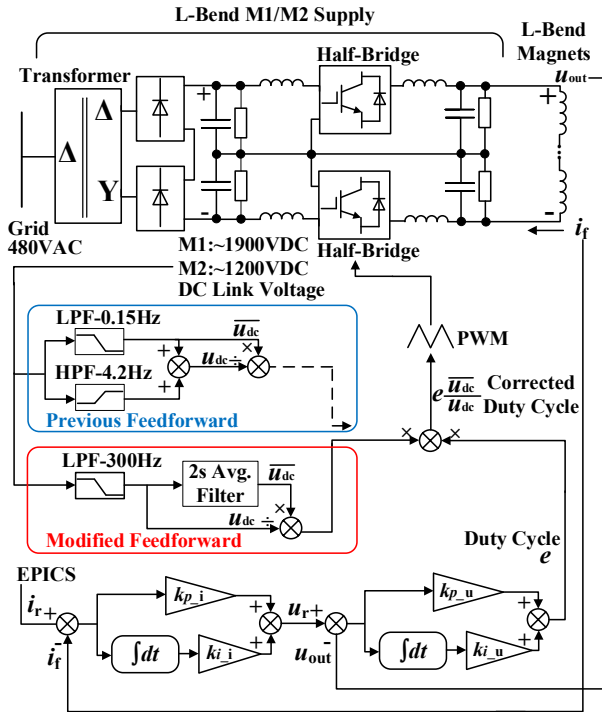 L-Bend M1/M2 Supply
L-Bend
Magnets
Transformer
Half-Bridge
u_out
Δ
Δ
Y
+
-
+
-
Grid
480VAC
Half-Bridge
i_f
M1:~1900VDC
M2:~1200VDC
DC Link Voltage
LPF-0.15Hz
HPF-4.2Hz
+
+
u̅_dc
×
u_dc ÷
Previous Feedforward
PWM
e u̅_dc/u_dc
Corrected
Duty Cycle
×
×
LPF-300Hz
2s Avg.
Filter
u̅_dc
×
u_dc ÷
Modified Feedforward
Duty Cycle
e
EPICS
i_r +
i_f -
k_p_i
∫dt
k_i_i
+
+
u_r +
u_out -
k_p_u
∫dt
k_i_u
+
+